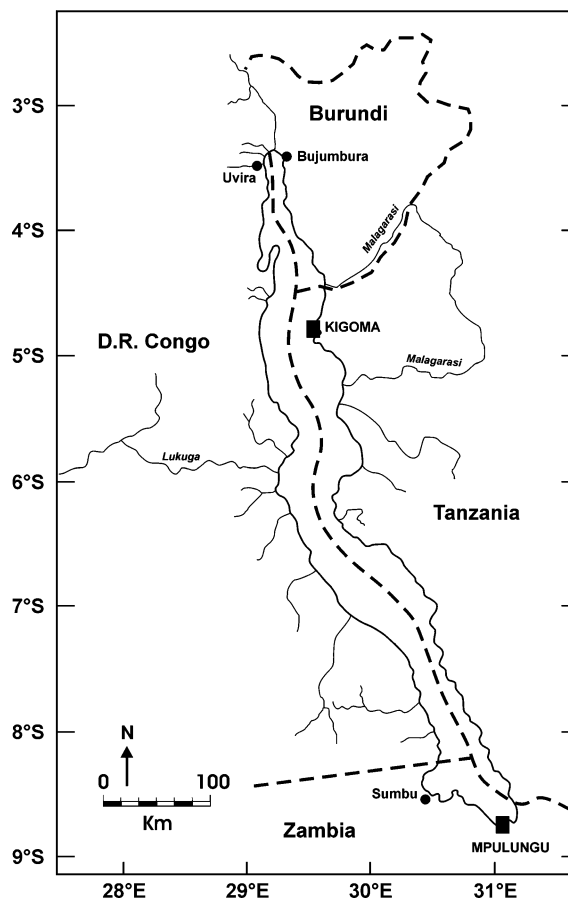 3°S
Burundi
Bujumbura
Uvira
4°S
Malagarasi
KIGOMA
D.R. Congo
5°S
Malagarasi
Lukuga
6°S
Tanzania
7°S
8°S
N
0 100
Km
Sumbu
Zambia
MPULUNGU
9°S
28°E 29°E 30°E 31°E